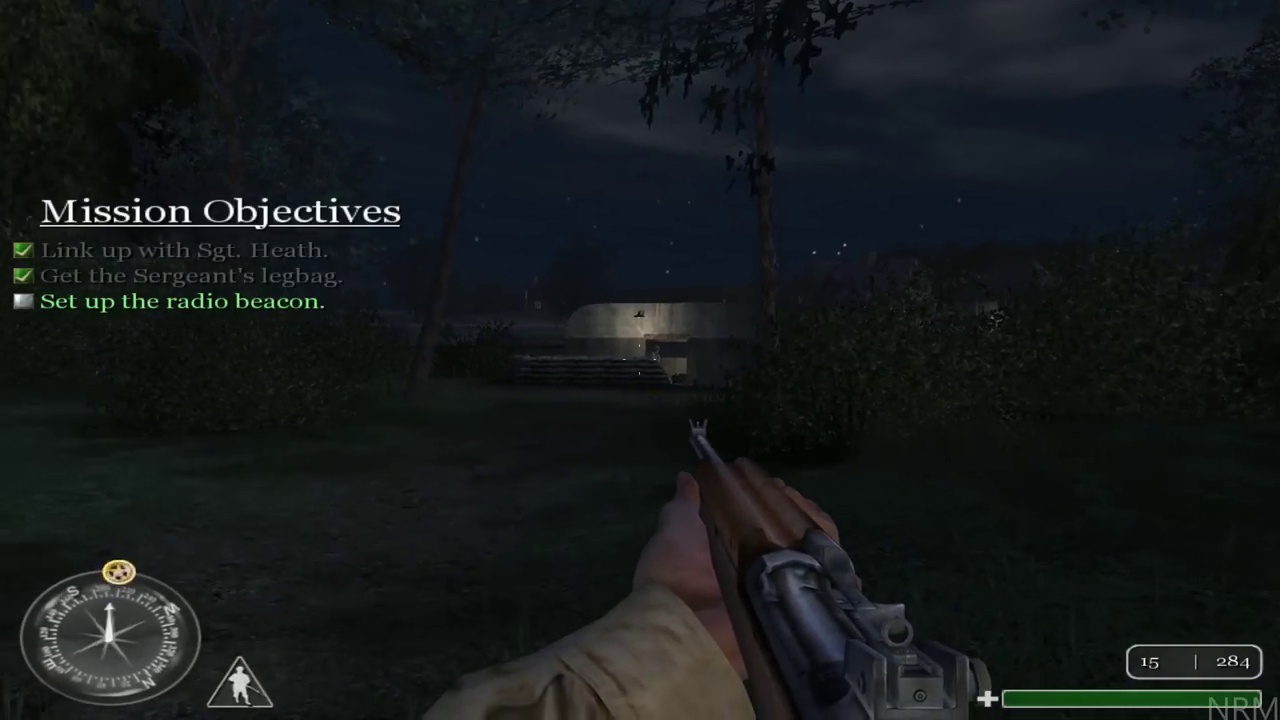 Mission Objectives
Link up with Sgt. Heath.
Get the Sergeant's legbag.
Set up the radio beacon.
S
N
15 | 284
NRM